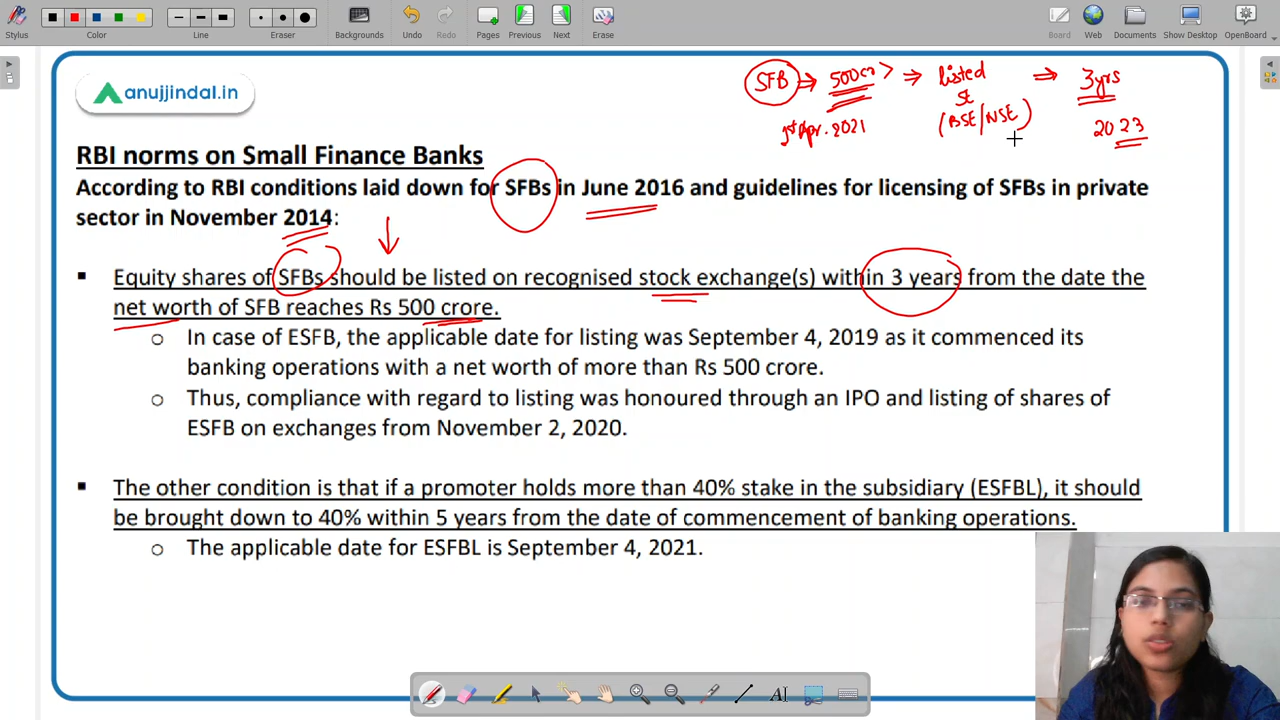 Stylus
Color
Line
Eraser
Backgrounds
Undo
Redo
Pages
Previous
Next
Erase
Board
Web
Documents
Show Desktop
OpenBoard
anujjindal.in
SFB ⇒ 500cr > ⇒ listed ⇒ 3yrs
st
(BSE/NSE)
1st Apr. 2021
2023
RBI norms on Small Finance Banks
According to RBI conditions laid down for SFBs in June 2016 and guidelines for licensing of SFBs in private
sector in November 2014:
▪ Equity shares of SFBs should be listed on recognised stock exchange(s) within 3 years from the date the
net worth of SFB reaches Rs 500 crore.
o In case of ESFB, the applicable date for listing was September 4, 2019 as it commenced its
banking operations with a net worth of more than Rs 500 crore.
o Thus, compliance with regard to listing was honoured through an IPO and listing of shares of
ESFB on exchanges from November 2, 2020.
▪ The other condition is that if a promoter holds more than 40% stake in the subsidiary (ESFBL), it should
be brought down to 40% within 5 years from the date of commencement of banking operations.
o The applicable date for ESFBL is September 4, 2021.
AI